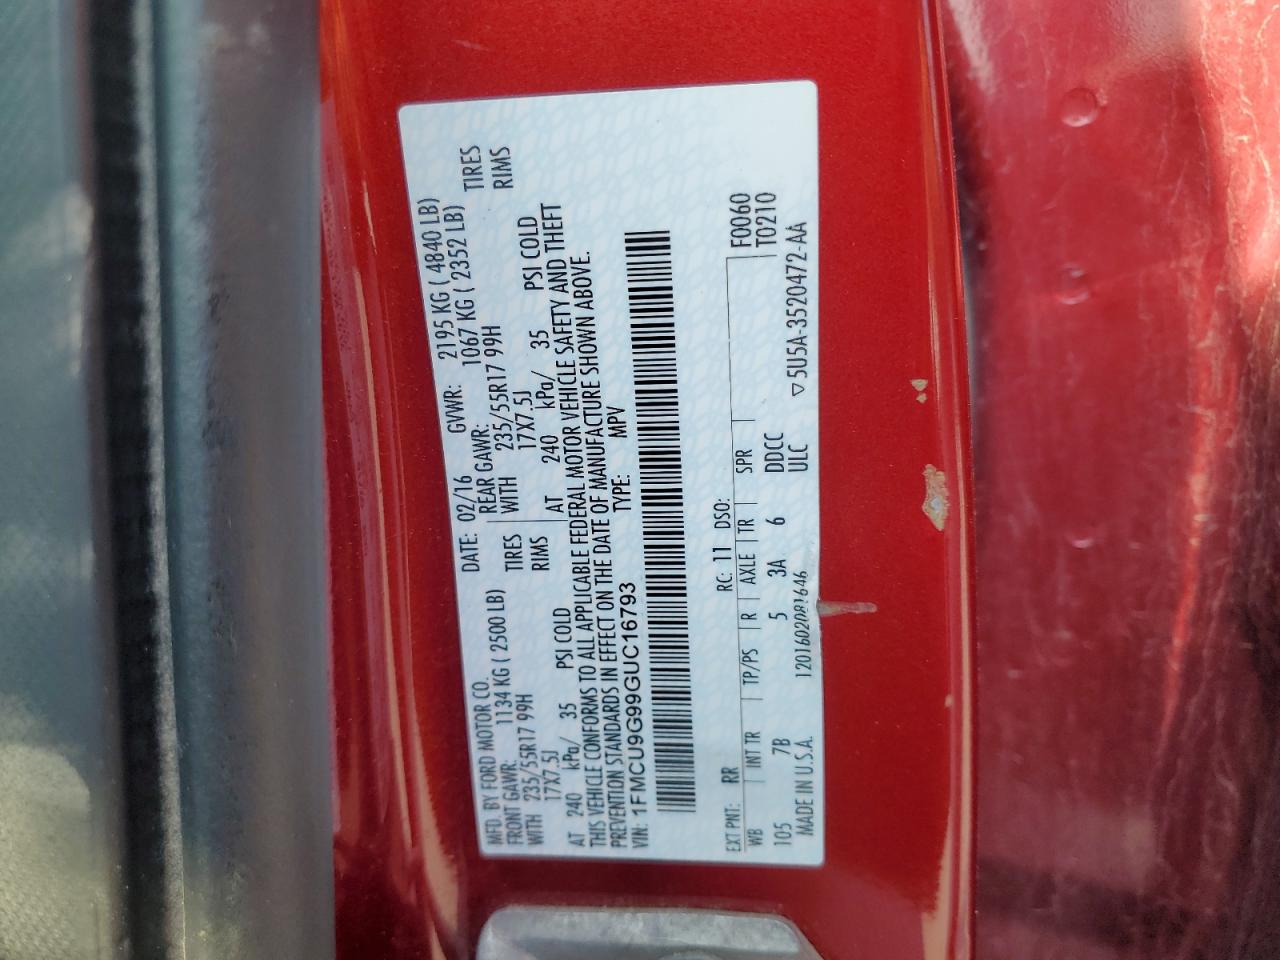 MFD. BY FORD MOTOR CO. DATE: 02/16 GVWR: 2195 KG ( 4840 LB)
FRONT GAWR: 1134 KG ( 2500 LB) REAR GAWR: 1067 KG ( 2352 LB)
WITH 235/55R17 99H TIRES WITH 235/55R17 99H TIRES
17X7.5J RIMS 17X7.5J RIMS
AT 240 kPa/ 35 PSI COLD AT 240 kPa/ 35 PSI COLD
THIS VEHICLE CONFORMS TO ALL APPLICABLE FEDERAL MOTOR VEHICLE SAFETY AND THEFT
PREVENTION STANDARDS IN EFFECT ON THE DATE OF MANUFACTURE SHOWN ABOVE.
VIN: 1FMCU9G99GUC16793 TYPE: MPV
EXT PNT: RR RC: 11 DSO: F0060
WB INT TR TP/PS R AXLE TR SPR T0210
105 7B 5 3A 6 DDCC
MADE IN U.S.A. 1201602081646 ULC ▽5U5A-3520472-AA